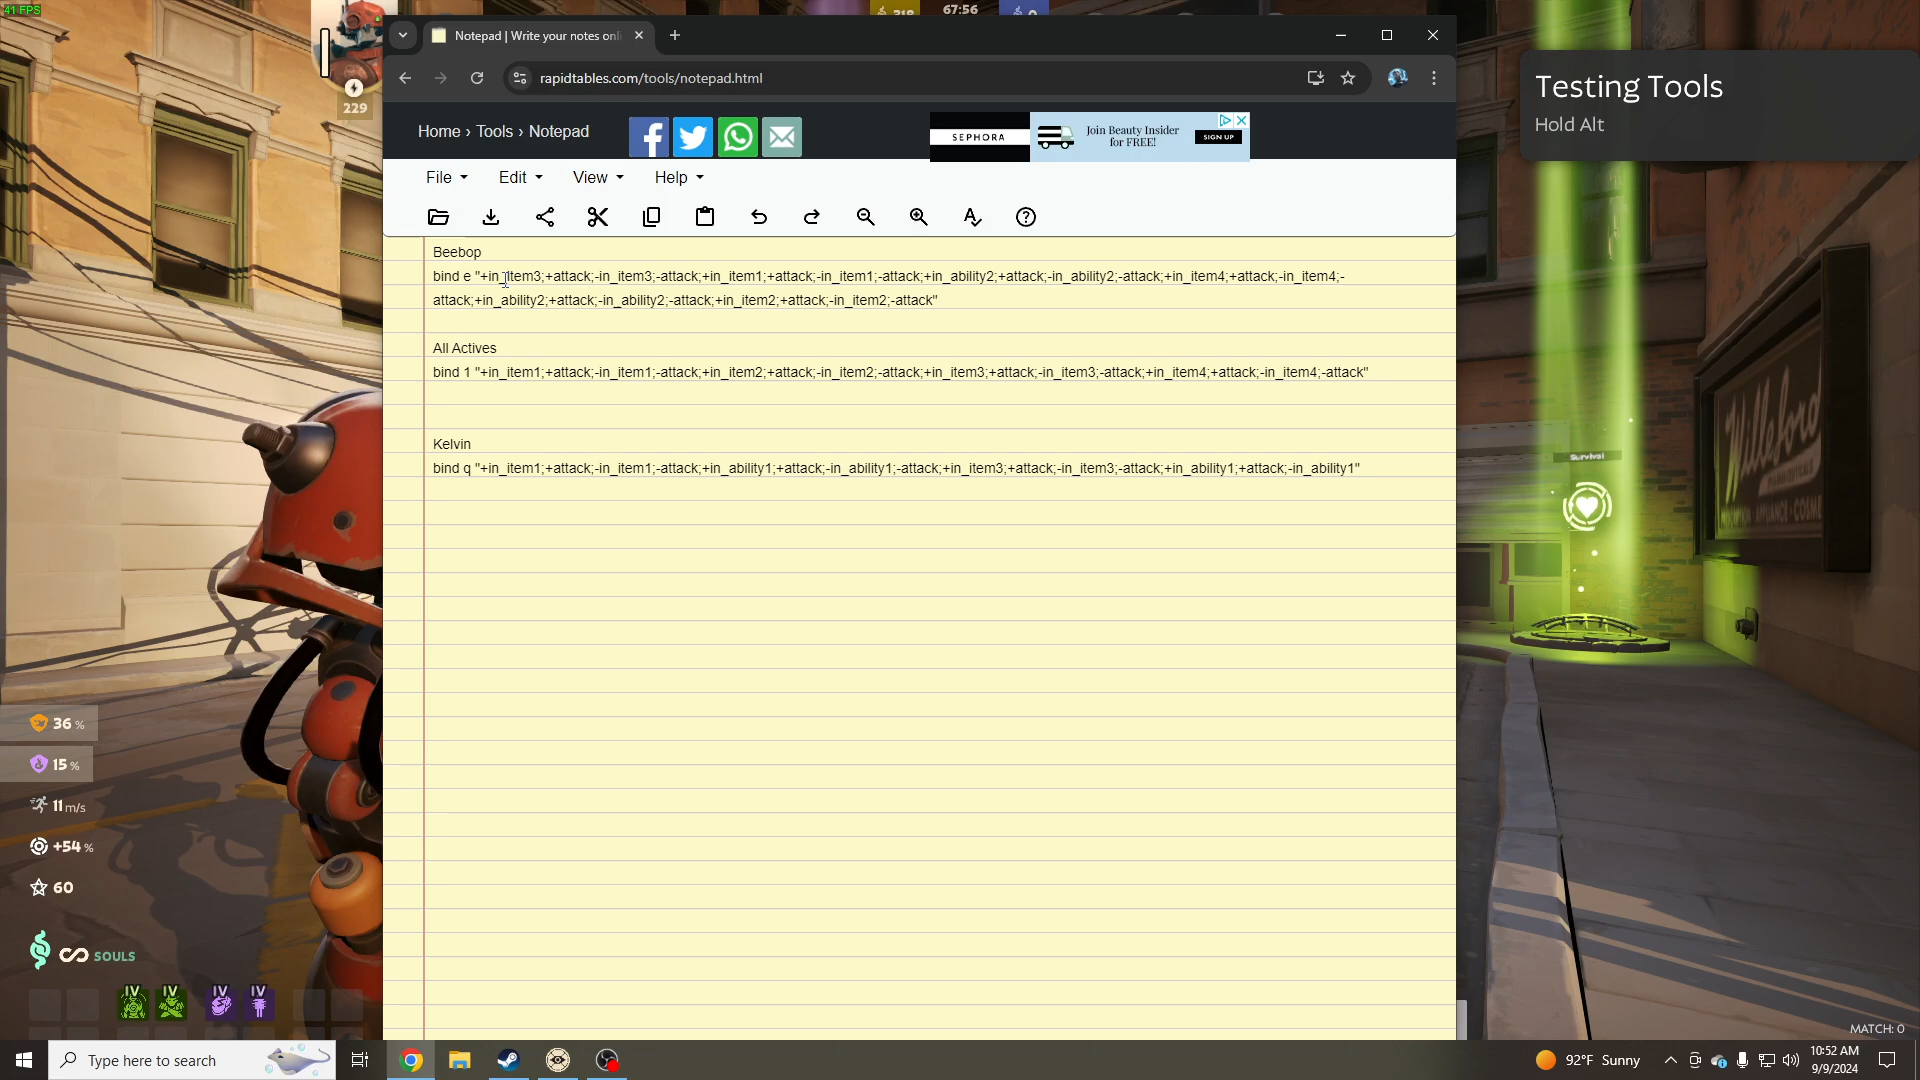 41 FPS
318
67:56
0
229
Notepad | Write your notes onli
rapidtables.com/tools/notepad.html
Home › Tools › Notepad
SEPHORA
Join Beauty Insider
for FREE!
SIGN UP
Testing Tools
Hold Alt
File
Edit
View
Help
Beebop
bind e "+in_item3;+attack;-in_item3;-attack;+in_item1;+attack;-in_item1;-attack;+in_ability2;+attack;-in_ability2;-attack;+in_item4;+attack;-in_item4;-
attack;+in_ability2;+attack;-in_ability2;-attack;+in_item2;+attack;-in_item2;-attack"
All Actives
bind 1 "+in_item1;+attack;-in_item1;-attack;+in_item2;+attack;-in_item2;-attack;+in_item3;+attack;-in_item3;-attack;+in_item4;+attack;-in_item4;-attack"
Kelvin
bind q "+in_item1;+attack;-in_item1;-attack;+in_ability1;+attack;-in_ability1;-attack;+in_item3;+attack;-in_item3;-attack;+in_ability1;+attack;-in_ability1"
Willeford
Survival
36 %
15 %
11 m/s
+54 %
60
SOULS
IV
IV
IV
IV
MATCH: 0
Type here to search
92°F Sunny
10:52 AM
9/9/2024